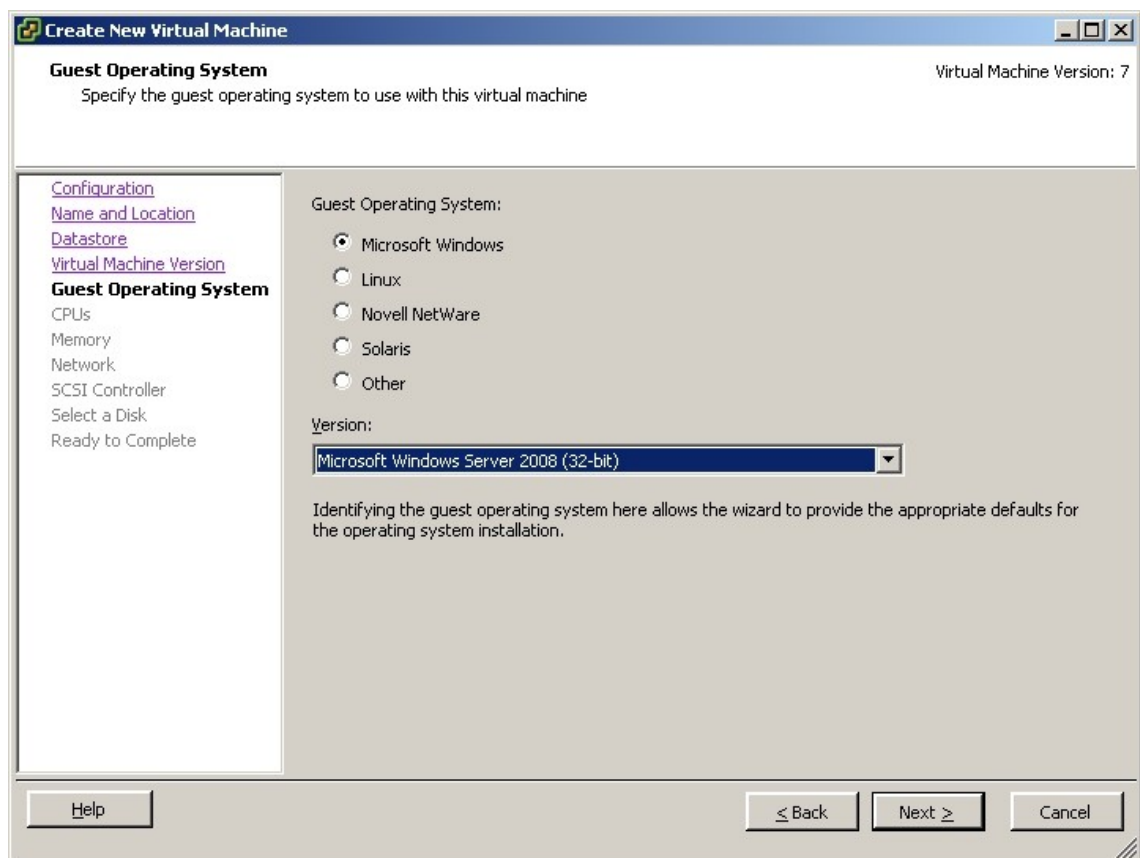 Create New Virtual Machine
Guest Operating System
Virtual Machine Version: 7
Specify the guest operating system to use with this virtual machine
Configuration
Name and Location
Datastore
Virtual Machine Version
Guest Operating System
CPUs
Memory
Network
SCSI Controller
Select a Disk
Ready to Complete
Guest Operating System:
Microsoft Windows
Linux
Novell NetWare
Solaris
Other
Version:
Microsoft Windows Server 2008 (32-bit)
Identifying the guest operating system here allows the wizard to provide the appropriate defaults for
the operating system installation.
Help
< Back
Next >
Cancel